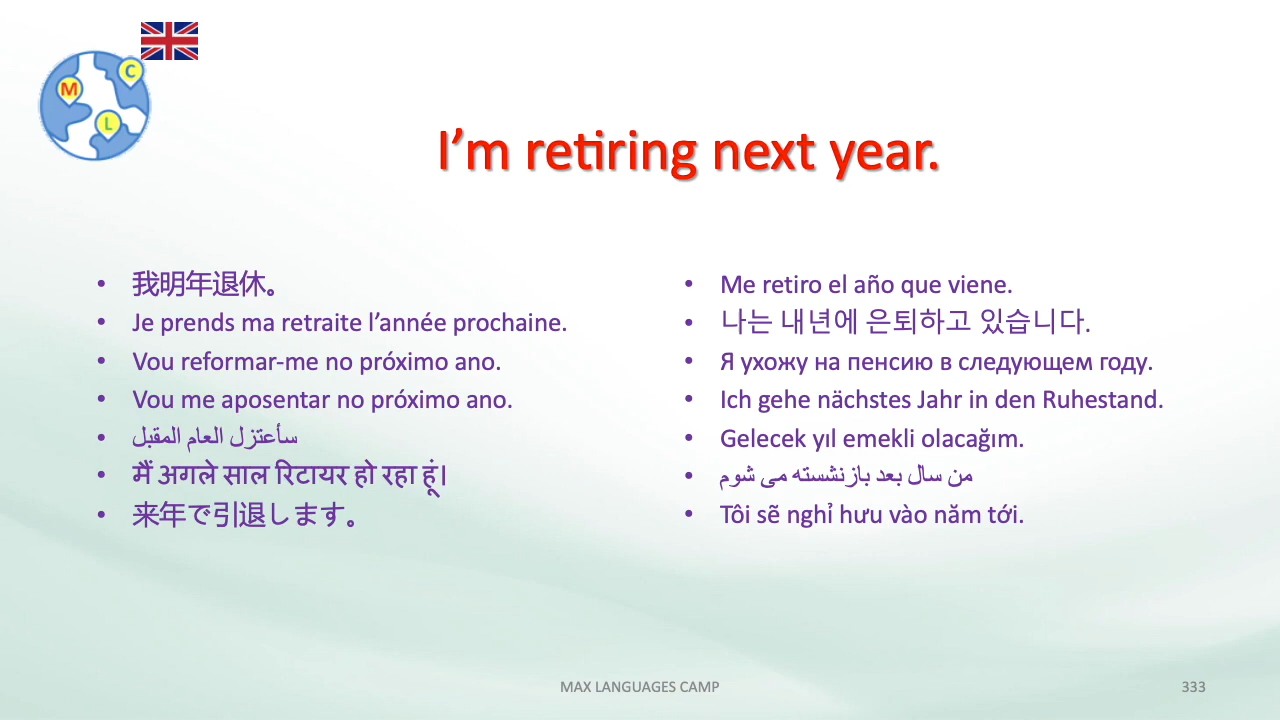 M
C
L
I’m retiring next year.
我明年退休。
Je prends ma retraite l’année prochaine.
Vou reformar-me no próximo ano.
Vou me aposentar no próximo ano.
سأعتزل العام المقبل
मैं अगले साल रिटायर हो रहा हूं।
来年で引退します。
Me retiro el año que viene.
나는 내년에 은퇴하고 있습니다.
Я ухожу на пенсию в следующем году.
Ich gehe nächstes Jahr in den Ruhestand.
Gelecek yıl emekli olacağım.
من سال بعد بازنشسته می شوم
Tôi sẽ nghỉ hưu vào năm tới.
MAX LANGUAGES CAMP
333